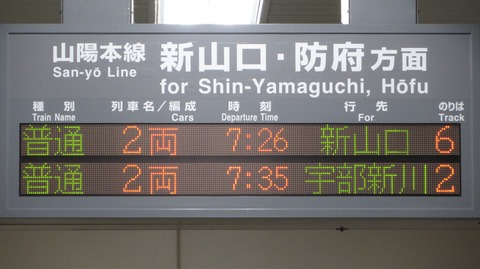 山陽本線 新山口・防府方面
San-yō Line for Shin-Yamaguchi, Hōfu
種別 列車名/編成 時刻 行先 のりば
Train Name Cars Departure Time For Track
普通 2両 7:26 新山口 6
普通 2両 7:35 宇部新川 2